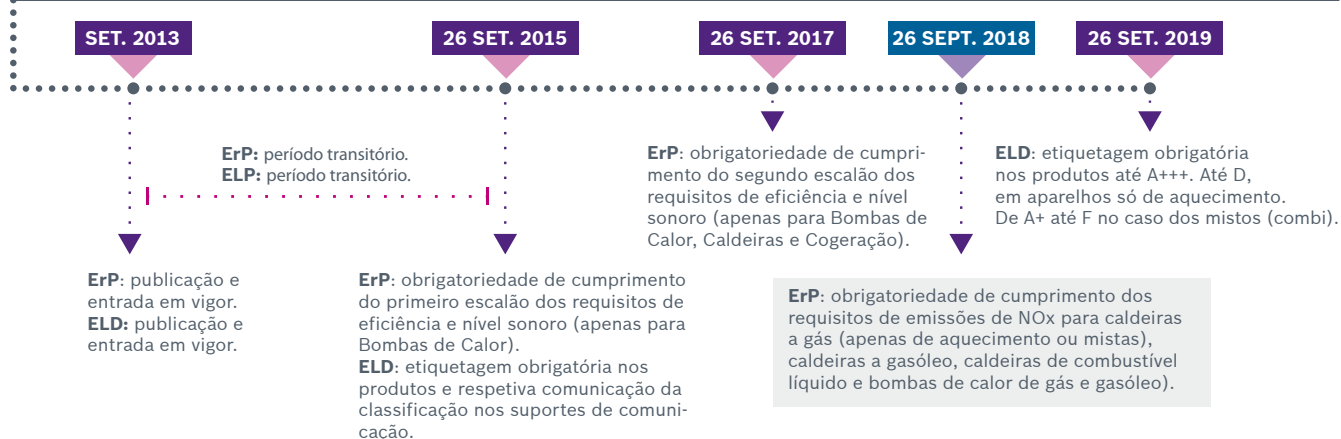 SET. 2013
26 SET. 2015
26 SET. 2017
26 SEPT. 2018
26 SET. 2019
ErP: período transitório.
ELP: período transitório.
ErP: publicação e
entrada em vigor.
ELD: publicação e
entrada em vigor.
ErP: obrigatoriedade de cumprimento
do primeiro escalão dos requisitos de
eficiência e nível sonoro (apenas para
Bombas de Calor).
ELD: etiquetagem obrigatória nos
produtos e respetiva comunicação da
classificação nos suportes de comuni-
cação.
ErP: obrigatoriedade de cumpri-
mento do segundo escalão dos
requisitos de eficiência e nível
sonoro (apenas para Bombas de
Calor, Caldeiras e Cogeração).
ErP: obrigatoriedade de cumprimento dos
requisitos de emissões de NOx para caldeiras
a gás (apenas de aquecimento ou mistas),
caldeiras a gasóleo, caldeiras de combustível
líquido e bombas de calor de gás e gasóleo).
ELD: etiquetagem obrigatória
nos produtos até A+++. Até D,
em aparelhos só de aquecimento.
De A+ até F no caso dos mistos (combi).